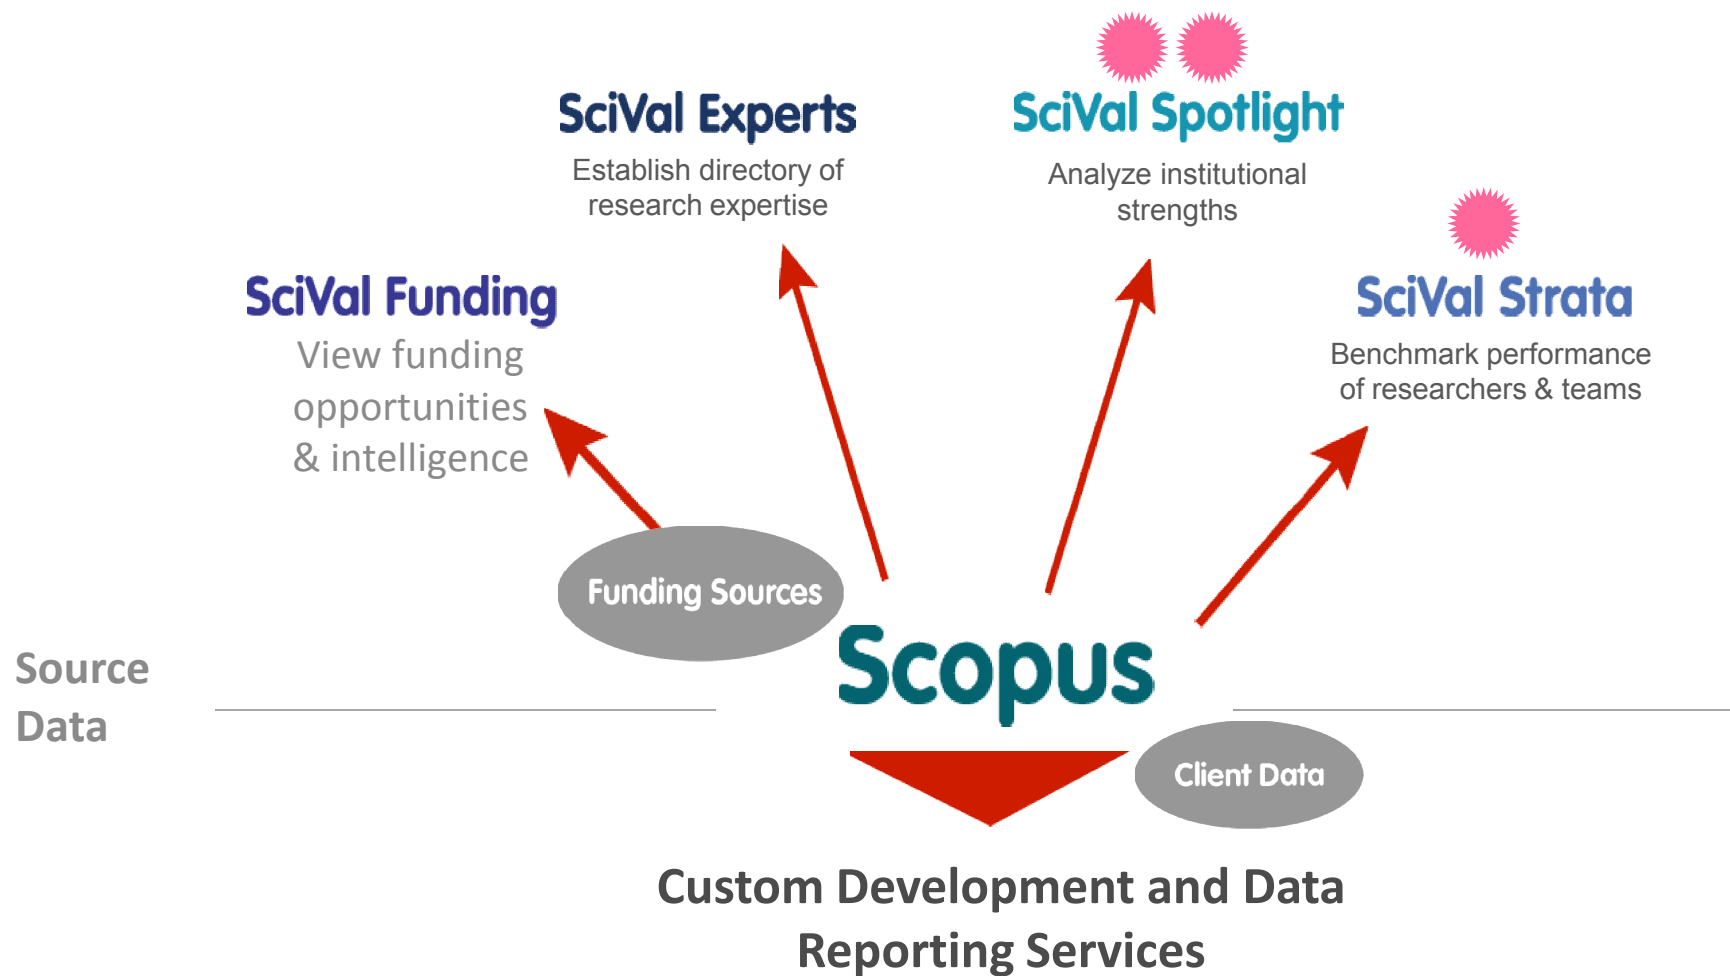 SciVal Experts
Establish directory of
research expertise
SciVal Spotlight
Analyze institutional
strengths
SciVal Funding
View funding
opportunities
& intelligence
SciVal Strata
Benchmark performance
of researchers & teams
Funding Sources
Scopus
Source
Data
Client Data
Custom Development and Data
Reporting Services